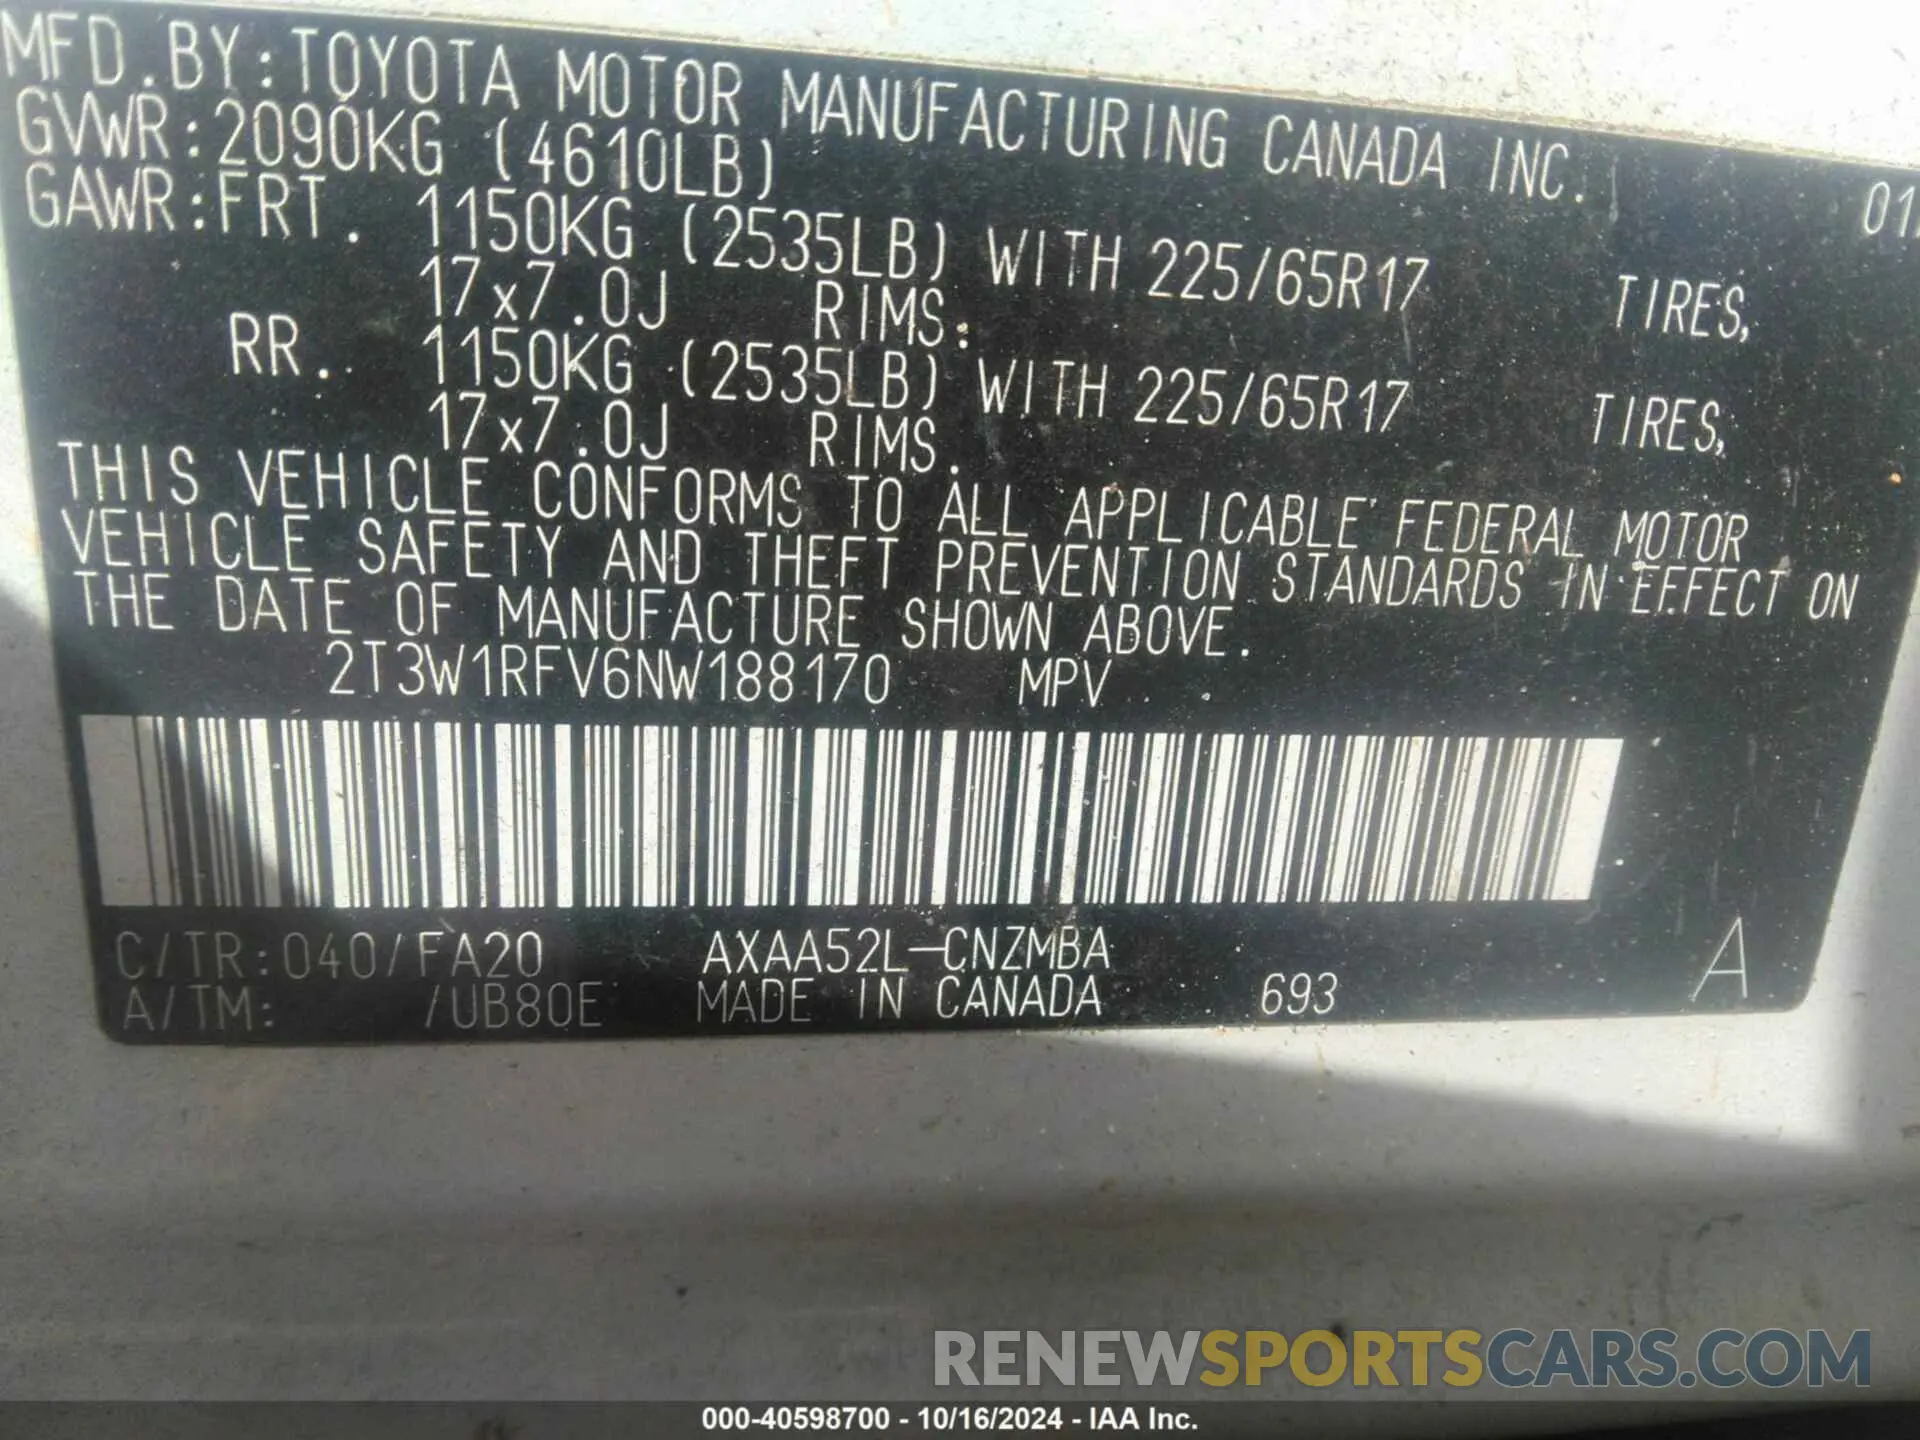 MFD.BY:TOYOTA MOTOR MANUFACTURING CANADA INC. 01
GVWR:2090KG (4610LB)
GAWR:FRT. 1150KG (2535LB) WITH 225/65R17 TIRES,
17x7.0J RIMS.
RR. 1150KG (2535LB) WITH 225/65R17 TIRES,
17x7.0J RIMS.
THIS VEHICLE CONFORMS TO ALL APPLICABLE FEDERAL MOTOR
VEHICLE SAFETY AND THEFT PREVENTION STANDARDS IN EFFECT ON
THE DATE OF MANUFACTURE SHOWN ABOVE.
2T3W1RFV6NW188170 MPV
C/TR:040/FA20 AXAA52L-CNZMBA A
A/TM: /UB80E MADE IN CANADA 693
RENEWSPORTSCARS.COM
000-40598700 - 10/16/2024 - IAA Inc.